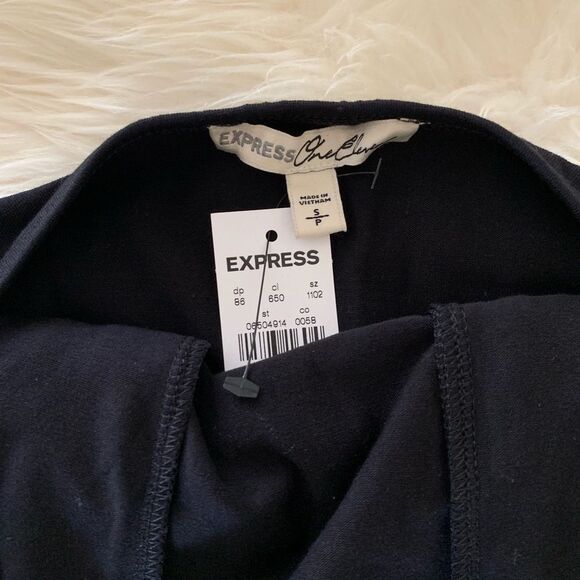 EXPRESS One Eleven
MADE IN
VIETNAM
S
P
EXPRESS
dp cl sz
86 650 1102
st co
06504914 0058